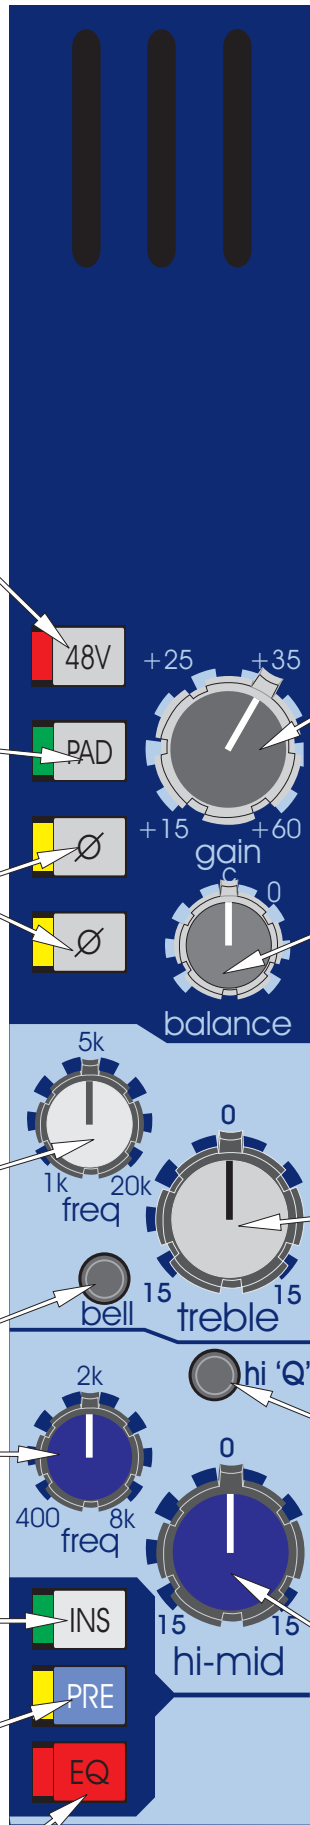 48V
+25 +35
PAD
+15 +60
gain
Ø
C
0
Ø
balance
5k
0
1k 20k
freq
15 15
bell treble
hi ‘Q’
2k
0
400 8k
freq
INS
15 15
hi-mid
PRE
EQ